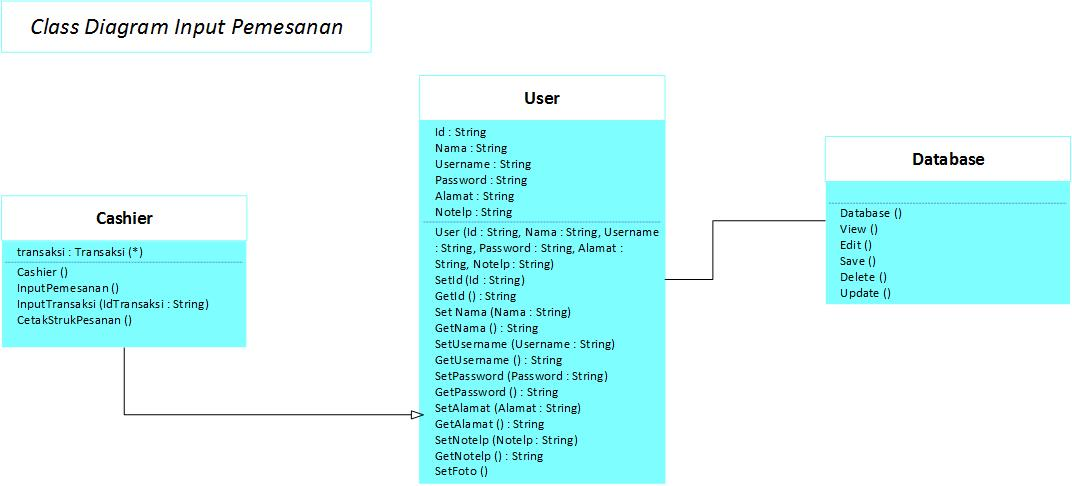 Class Diagram Input Pemesanan
User
Id : String
Nama : String
Username : String
Password : String
Alamat : String
Notelp : String
User (Id : String, Nama : String, Username
: String, Password : String, Alamat :
String, Notelp : String)
SetId (Id : String)
GetId () : String
Set Nama (Nama : String)
GetNama () : String
SetUsername (Username : String)
GetUsername () : String
SetPassword (Password : String)
GetPassword () : String
SetAlamat (Alamat : String)
GetAlamat () : String
SetNotelp (Notelp : String)
GetNotelp () : String
SetFoto ()
Database
Database ()
View ()
Edit ()
Save ()
Delete ()
Update ()
Cashier
transaksi : Transaksi (*)
Cashier ()
InputPemesanan ()
InputTransaksi (IdTransaksi : String)
CetakStrukPesanan ()